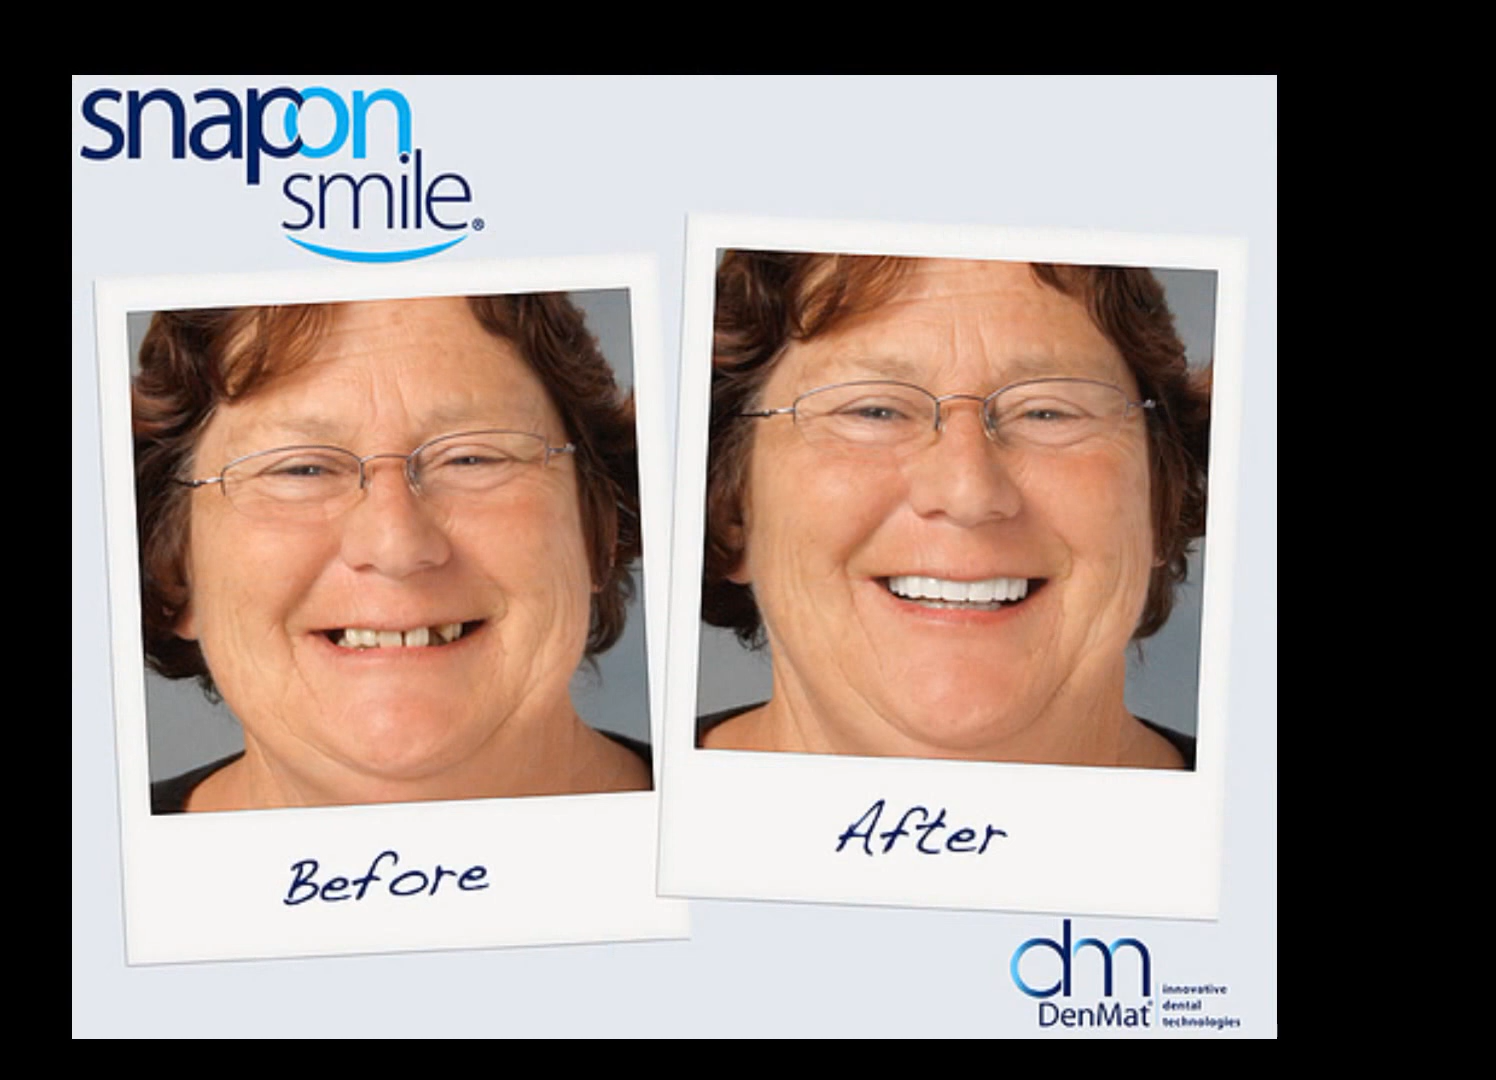 snapon
smile®
Before
After
dm
DenMat®
innovative
dental
technologies